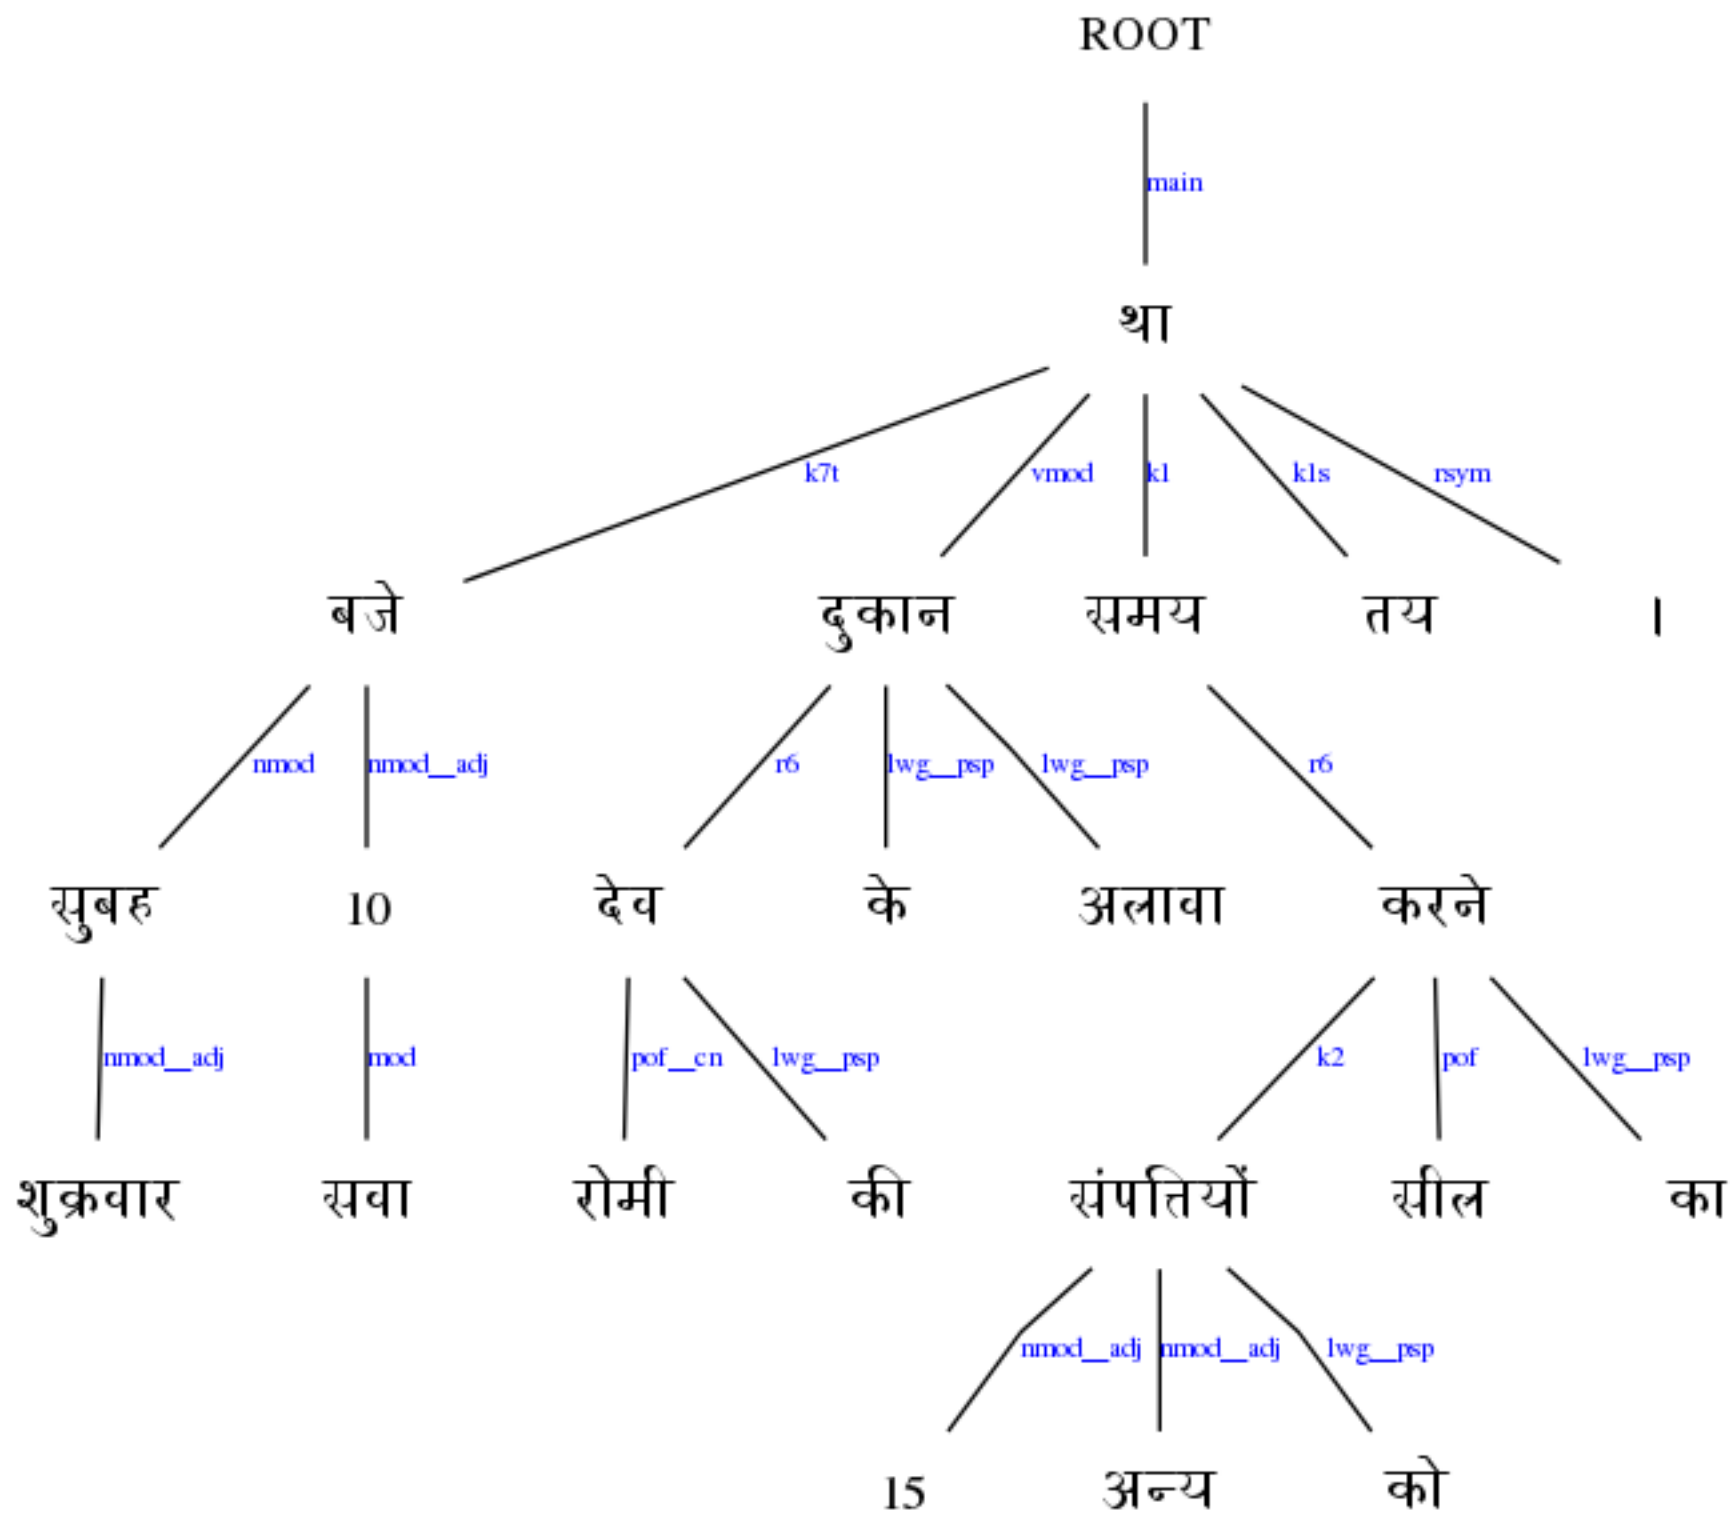 ROOT
main
था
k7t vmod k1 k1s rsym
बजे दुकान समय तय ।
nmod nmod__adj r6 lwg__psp lwg__psp r6
सुबह 10 देव के अलावा करने
nmod__adj mod pof__cn lwg__psp k2 pof lwg__psp
शुक्रवार सवा रोमी की संपत्तियों सील का
nmod__adj nmod__adj lwg__psp
15 अन्य को